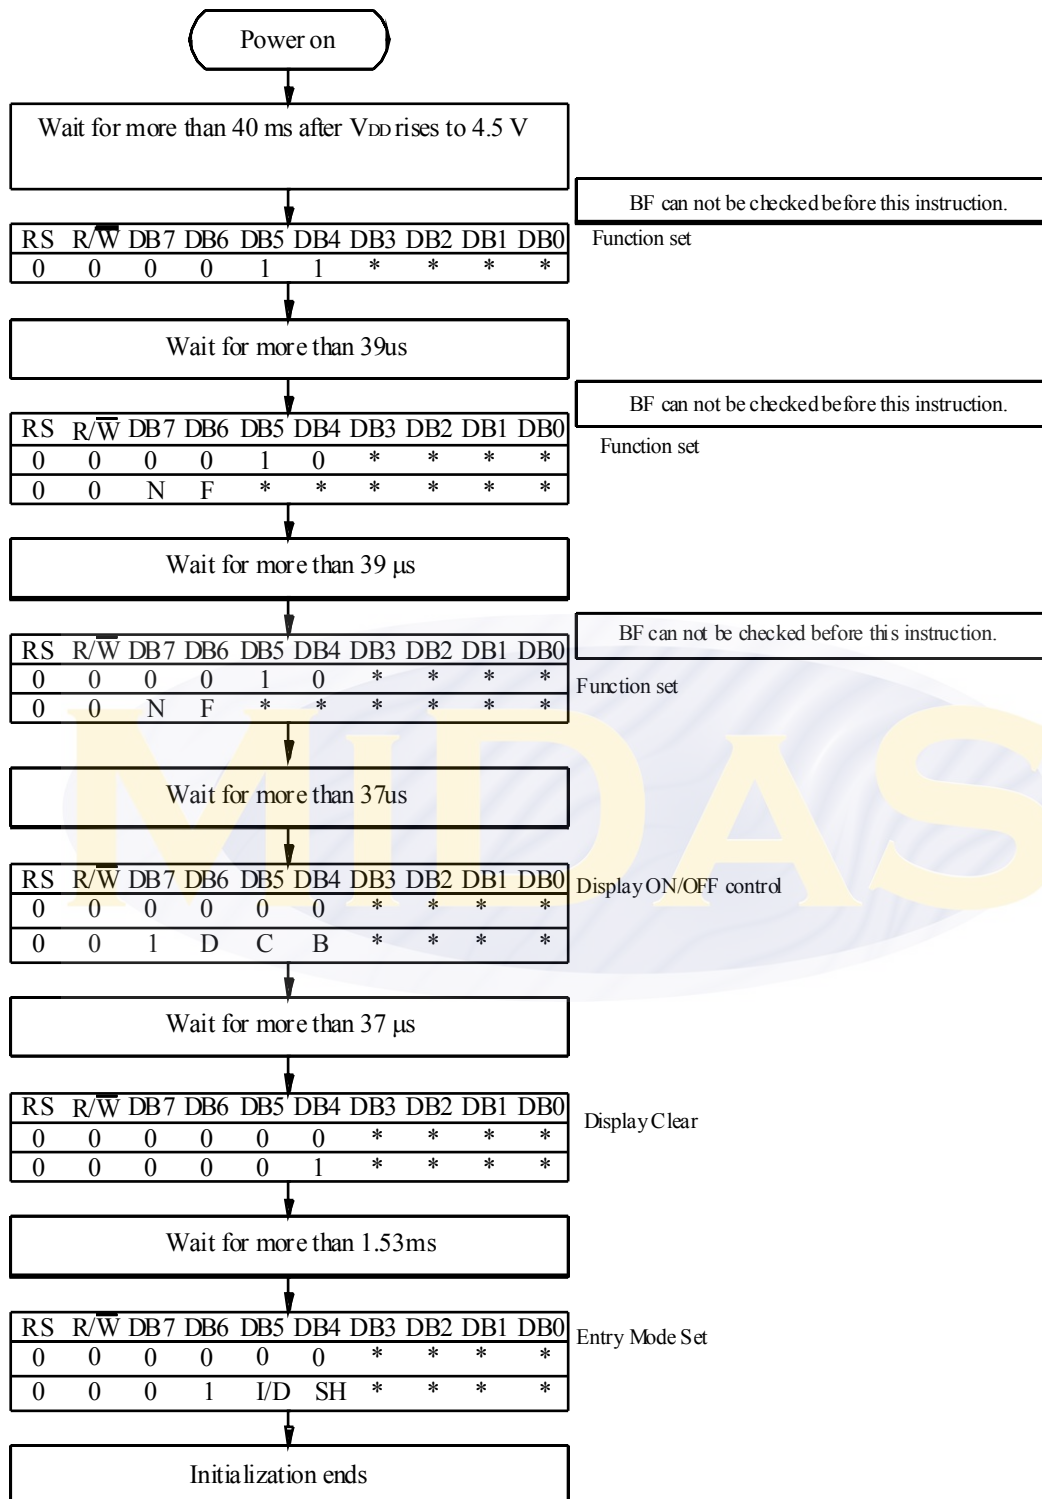 Power on
Wait for more than 40 ms after VDD rises to 4.5 V
BF can not be checked before this instruction.
RS R/W̅ DB7 DB6 DB5 DB4 DB3 DB2 DB1 DB0
Function set
0 0 0 0 1 1 * * * *
Wait for more than 39us
BF can not be checked before this instruction.
RS R/W̅ DB7 DB6 DB5 DB4 DB3 DB2 DB1 DB0
Function set
0 0 0 0 1 0 * * * *
0 0 N F * * * * * *
Wait for more than 39 μs
BF can not be checked before this instruction.
RS R/W̅ DB7 DB6 DB5 DB4 DB3 DB2 DB1 DB0
0 0 0 0 1 0 * * * *
Function set
0 0 N F * * * * * *
MIDAS
Wait for more than 37us
RS R/W̅ DB7 DB6 DB5 DB4 DB3 DB2 DB1 DB0
Display ON/OFF control
0 0 0 0 0 0 * * * *
0 0 1 D C B * * * *
Wait for more than 37 μs
RS R/W̅ DB7 DB6 DB5 DB4 DB3 DB2 DB1 DB0
Display Clear
0 0 0 0 0 0 * * * *
0 0 0 0 0 1 * * * *
Wait for more than 1.53ms
RS R/W̅ DB7 DB6 DB5 DB4 DB3 DB2 DB1 DB0
Entry Mode Set
0 0 0 0 0 0 * * * *
0 0 0 1 I/D SH * * * *
Initialization ends